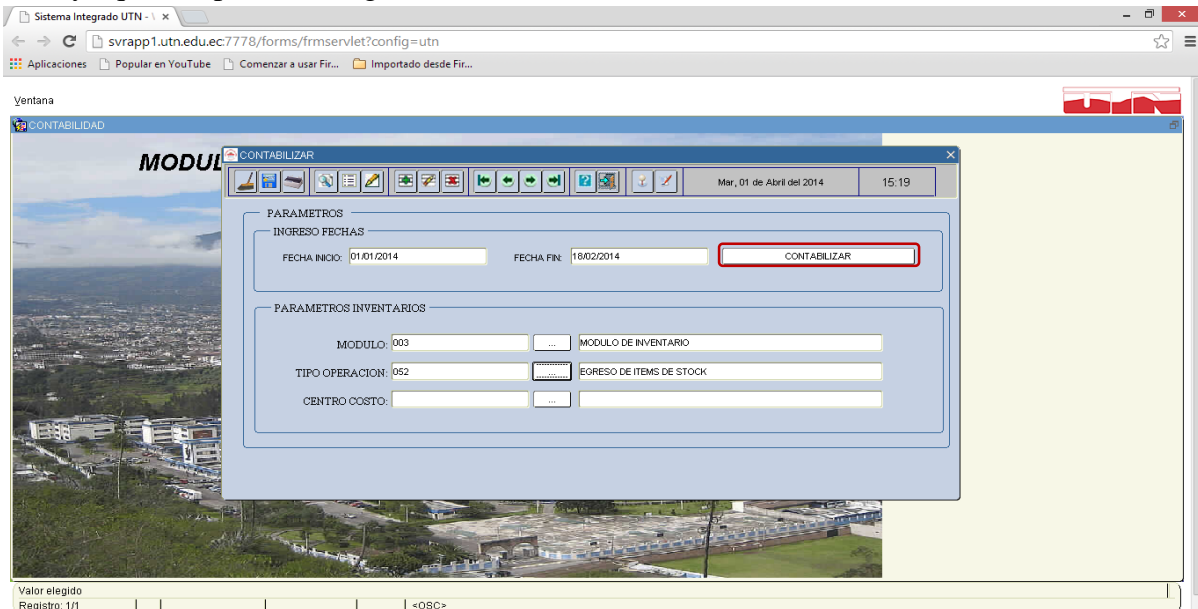 Sistema Integrado UTN - \
svrapp1.utn.edu.ec:7778/forms/frmservlet?config=utn
Aplicaciones Popular en YouTube Comenzar a usar Fir... Importado desde Fir...
Ventana
UTN
CONTABILIDAD
MODUL
CONTABILIZAR
Mar, 01 de Abril del 2014 15:19
PARAMETROS
INGRESO FECHAS
FECHA INICIO: 01/01/2014 FECHA FIN: 18/02/2014 CONTABILIZAR
PARAMETROS INVENTARIOS
MODULO: 003 ... MODULO DE INVENTARIO
TIPO OPERACION: 052 ... EGRESO DE ITEMS DE STOCK
CENTRO COSTO: ...
Valor elegido
Registro: 1/1 <OSC>